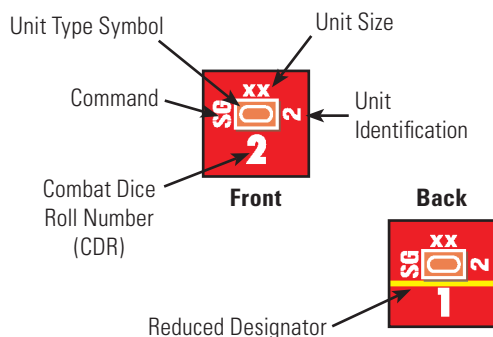 Unit Type Symbol
Unit Size
Command
xx
SG
2
2
Unit
Identification
Combat Dice
Roll Number
(CDR)
Front
Back
xx
SG
2
1
Reduced Designator